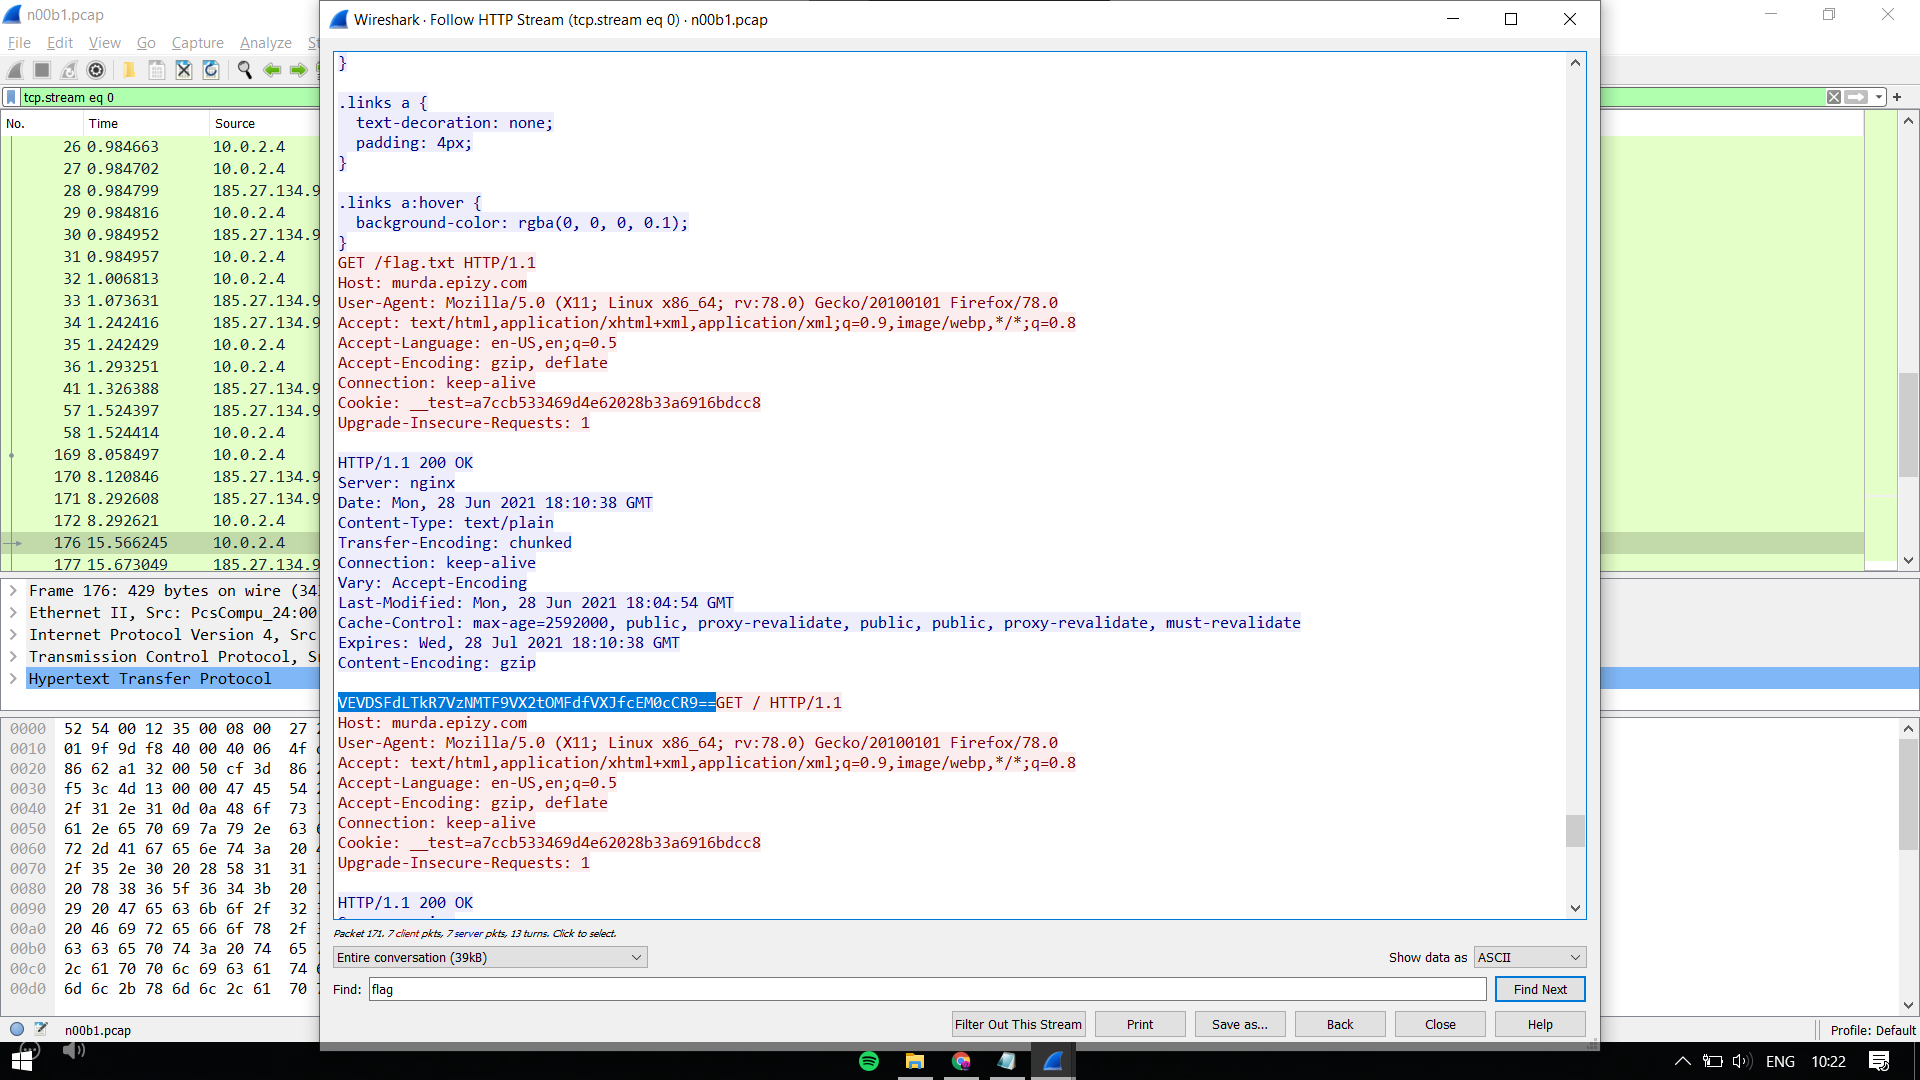 n00b1.pcap
Wireshark · Follow HTTP Stream (tcp.stream eq 0) · n00b1.pcap
File Edit View Go Capture Analyze St
tcp.stream eq 0
No. Time Source
26 0.984663 10.0.2.4
27 0.984702 10.0.2.4
28 0.984799 185.27.134.9
29 0.984816 10.0.2.4
30 0.984952 185.27.134.9
31 0.984957 10.0.2.4
32 1.006813 10.0.2.4
33 1.073631 185.27.134.9
34 1.242416 185.27.134.9
35 1.242429 10.0.2.4
36 1.293251 10.0.2.4
41 1.326388 185.27.134.9
57 1.524397 185.27.134.9
58 1.524414 10.0.2.4
169 8.058497 10.0.2.4
170 8.120846 185.27.134.9
171 8.292608 185.27.134.9
172 8.292621 10.0.2.4
176 15.566245 10.0.2.4
177 15.673049 185.27.134.9
Frame 176: 429 bytes on wire (343
Ethernet II, Src: PcsCompu_24:00:
Internet Protocol Version 4, Src:
Transmission Control Protocol, Sr
Hypertext Transfer Protocol
0000 52 54 00 12 35 00 08 00 27 2
0010 01 9f 9d f8 40 00 40 06 4f
0020 86 62 a1 32 00 50 cf 3d 86 2
0030 f5 3c 4d 13 00 00 47 45 54 2
0040 2f 31 2e 31 0d 0a 48 6f 73 7
0050 61 2e 65 70 69 7a 79 2e 63 6
0060 72 2d 41 67 65 6e 74 3a 20 4
0070 2f 35 2e 30 20 28 58 31 31 3
0080 20 78 38 36 5f 36 34 3b 20 7
0090 29 20 47 65 63 6b 6f 2f 32 3
00a0 20 46 69 72 65 66 6f 78 2f 3
00b0 63 63 65 70 74 3a 20 74 65 7
00c0 2c 61 70 70 6c 69 63 61 74 6
00d0 6d 6c 2b 78 6d 6c 2c 61 70 7
n00b1.pcap
}
.links a {
text-decoration: none;
padding: 4px;
}
.links a:hover {
background-color: rgba(0, 0, 0, 0.1);
}
GET /flag.txt HTTP/1.1
Host: murda.epizy.com
User-Agent: Mozilla/5.0 (X11; Linux x86_64; rv:78.0) Gecko/20100101 Firefox/78.0
Accept: text/html,application/xhtml+xml,application/xml;q=0.9,image/webp,*/*;q=0.8
Accept-Language: en-US,en;q=0.5
Accept-Encoding: gzip, deflate
Connection: keep-alive
Cookie: __test=a7ccb533469d4e62028b33a6916bdcc8
Upgrade-Insecure-Requests: 1
HTTP/1.1 200 OK
Server: nginx
Date: Mon, 28 Jun 2021 18:10:38 GMT
Content-Type: text/plain
Transfer-Encoding: chunked
Connection: keep-alive
Vary: Accept-Encoding
Last-Modified: Mon, 28 Jun 2021 18:04:54 GMT
Cache-Control: max-age=2592000, public, proxy-revalidate, public, public, proxy-revalidate, must-revalidate
Expires: Wed, 28 Jul 2021 18:10:38 GMT
Content-Encoding: gzip
VEVDSFdLTkR7VzNMTF9VX2tOMFdfVXJfcEM0cCR9==GET / HTTP/1.1
Host: murda.epizy.com
User-Agent: Mozilla/5.0 (X11; Linux x86_64; rv:78.0) Gecko/20100101 Firefox/78.0
Accept: text/html,application/xhtml+xml,application/xml;q=0.9,image/webp,*/*;q=0.8
Accept-Language: en-US,en;q=0.5
Accept-Encoding: gzip, deflate
Connection: keep-alive
Cookie: __test=a7ccb533469d4e62028b33a6916bdcc8
Upgrade-Insecure-Requests: 1
HTTP/1.1 200 OK
Packet 171. 7 client pkts, 7 server pkts, 13 turns. Click to select.
Entire conversation (39kB)
Show data as ASCII
Find: flag
Find Next
Filter Out This Stream Print Save as... Back Close Help
Profile: Default
ENG 10:22